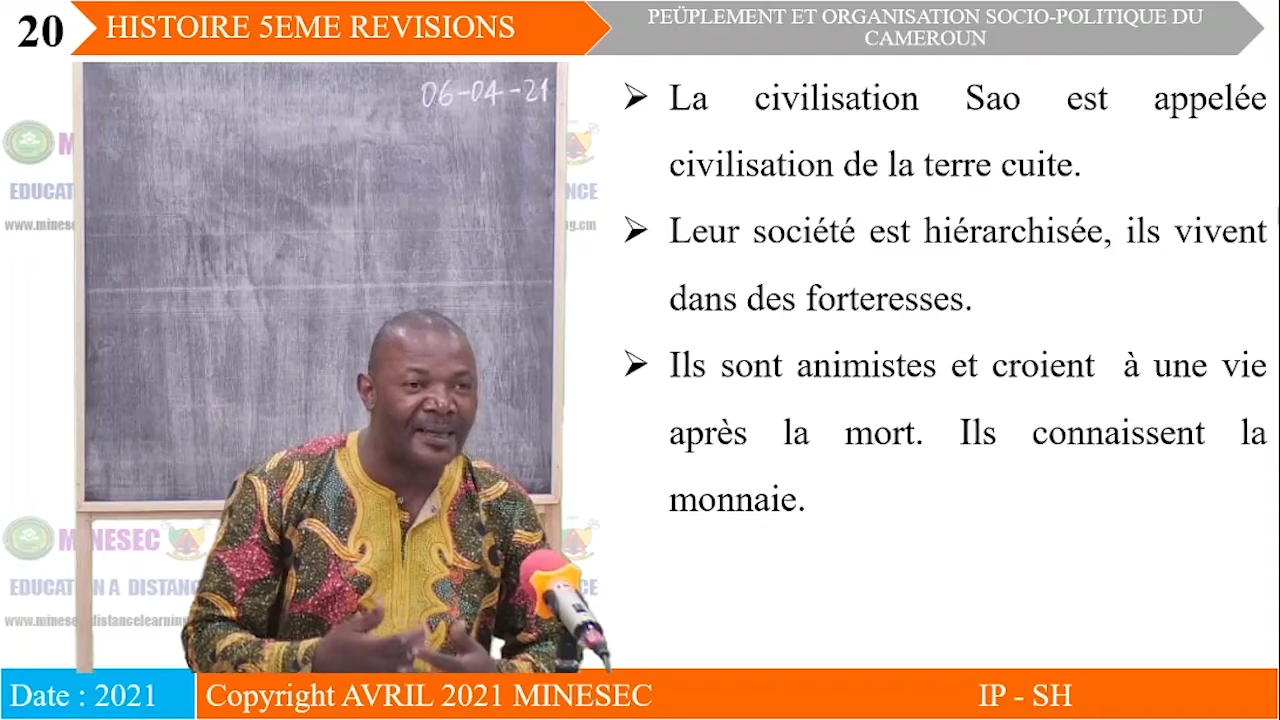 20
HISTOIRE 5EME REVISIONS
PEÜPLEMENT ET ORGANISATION SOCIO-POLITIQUE DU
CAMEROUN
06-04-21
La civilisation Sao est appelée
civilisation de la terre cuite.
Leur société est hiérarchisée, ils vivent
dans des forteresses.
Ils sont animistes et croient à une vie
après la mort. Ils connaissent la
monnaie.
MINESEC
Date : 2021
Copyright AVRIL 2021 MINESEC
IP - SH